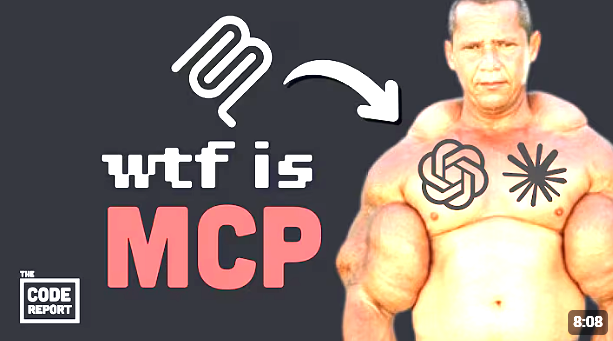 wtf is
MCP
THE
CODE
REPORT
8:08